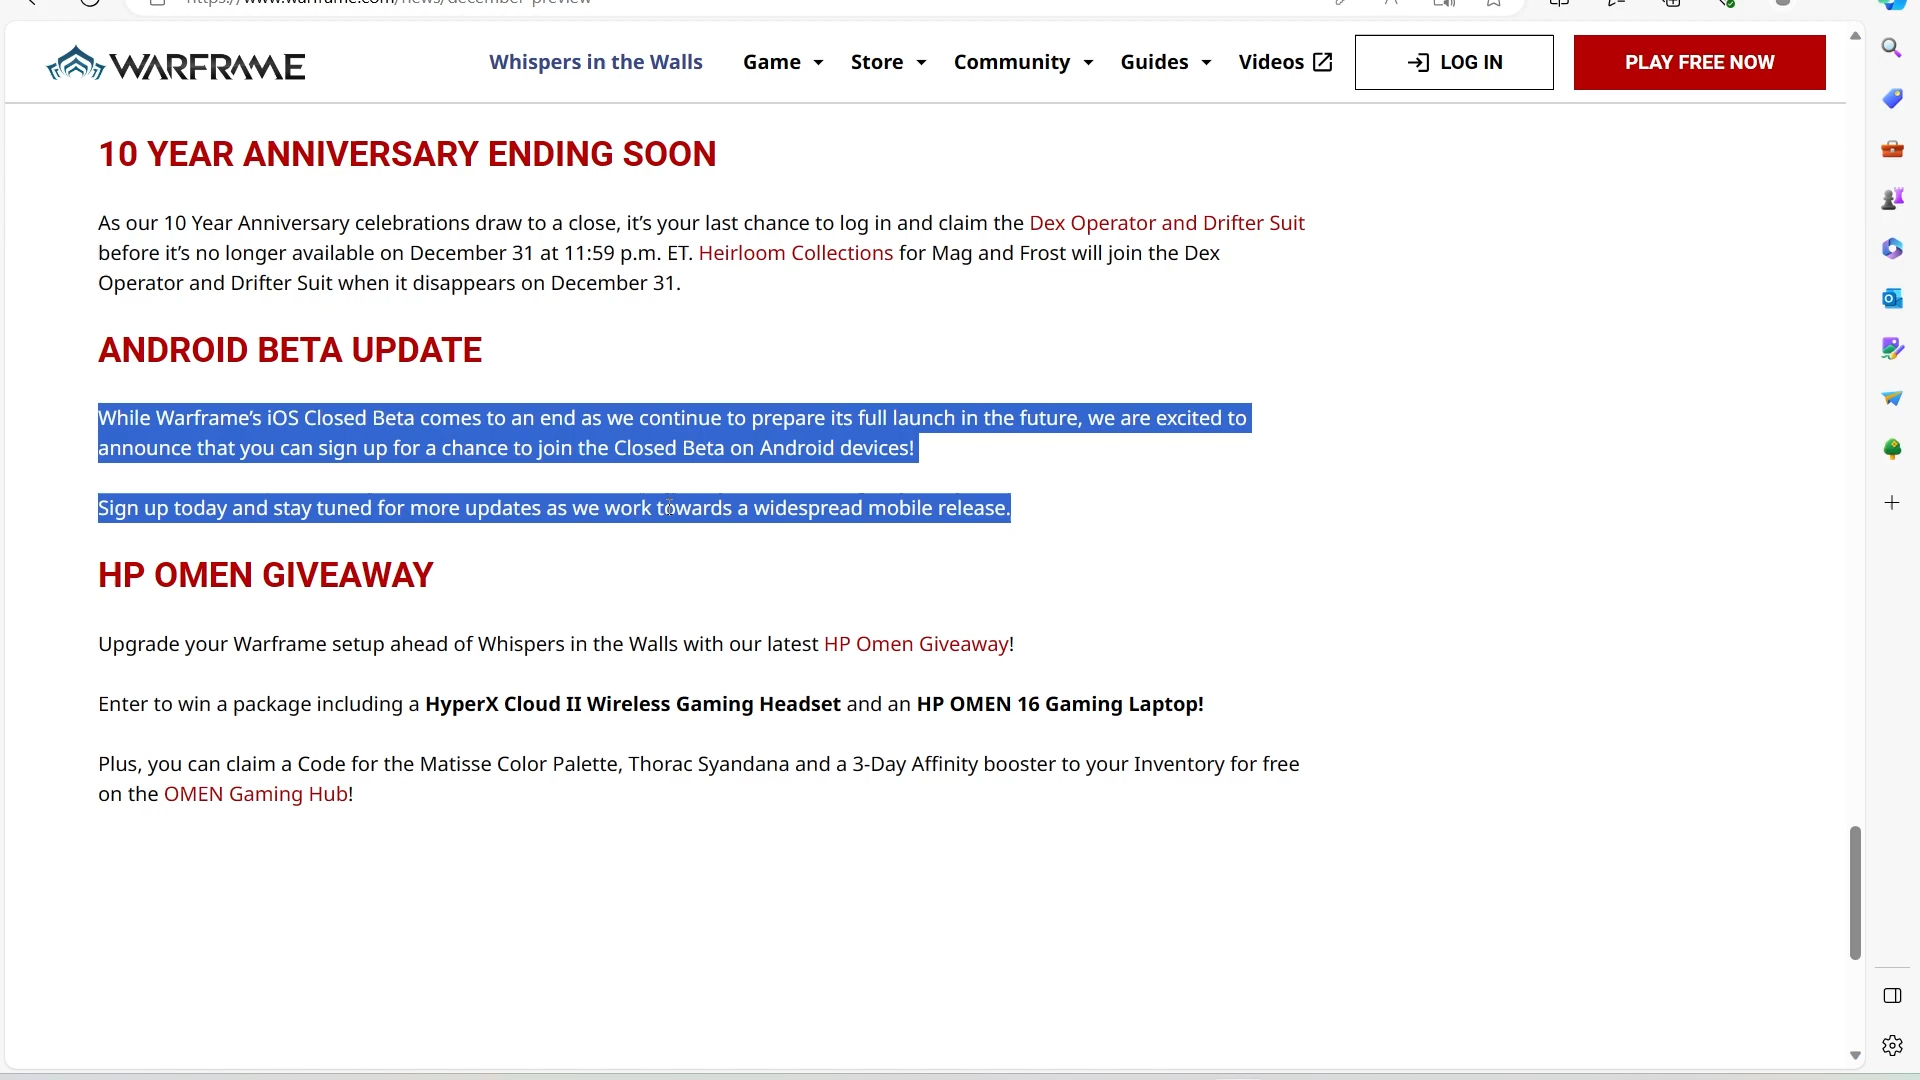 https://www.warframe.com/news/december-preview
WARFRAME
Whispers in the Walls
Game
Store
Community
Guides
Videos
LOG IN
PLAY FREE NOW
10 YEAR ANNIVERSARY ENDING SOON
As our 10 Year Anniversary celebrations draw to a close, it’s your last chance to log in and claim the Dex Operator and Drifter Suit
before it’s no longer available on December 31 at 11:59 p.m. ET. Heirloom Collections for Mag and Frost will join the Dex
Operator and Drifter Suit when it disappears on December 31.
ANDROID BETA UPDATE
While Warframe’s iOS Closed Beta comes to an end as we continue to prepare its full launch in the future, we are excited to
announce that you can sign up for a chance to join the Closed Beta on Android devices!
Sign up today and stay tuned for more updates as we work towards a widespread mobile release.
HP OMEN GIVEAWAY
Upgrade your Warframe setup ahead of Whispers in the Walls with our latest HP Omen Giveaway!
Enter to win a package including a HyperX Cloud II Wireless Gaming Headset and an HP OMEN 16 Gaming Laptop!
Plus, you can claim a Code for the Matisse Color Palette, Thorac Syandana and a 3-Day Affinity booster to your Inventory for free
on the OMEN Gaming Hub!